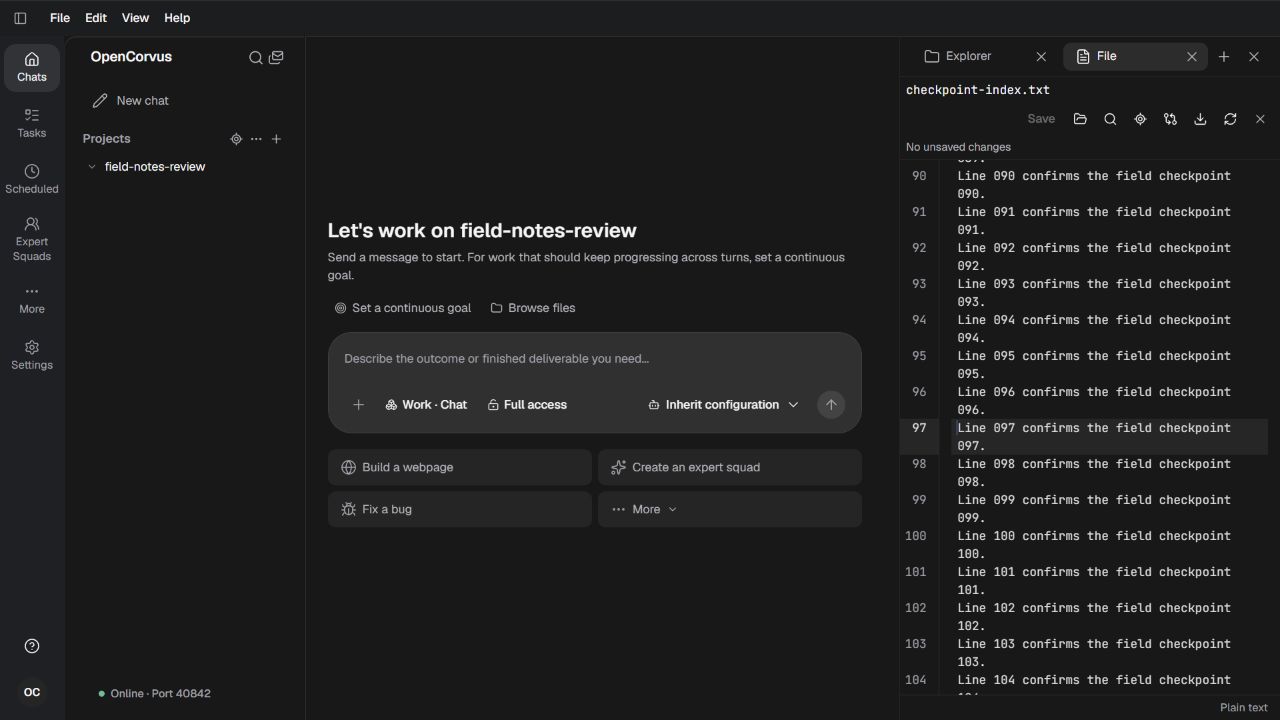 File Edit View Help
Chats
Tasks
Scheduled
Expert
Squads
More
Settings
OC
OpenCorvus
New chat
Projects
field-notes-review
Online · Port 40842
Let's work on field-notes-review
Send a message to start. For work that should keep progressing across turns, set a continuous
goal.
Set a continuous goal Browse files
Describe the outcome or finished deliverable you need...
Work · Chat Full access Inherit configuration
Build a webpage Create an expert squad
Fix a bug More
Explorer File
checkpoint-index.txt
Save
No unsaved changes
90 Line 090 confirms the field checkpoint
090.
91 Line 091 confirms the field checkpoint
091.
92 Line 092 confirms the field checkpoint
092.
93 Line 093 confirms the field checkpoint
093.
94 Line 094 confirms the field checkpoint
094.
95 Line 095 confirms the field checkpoint
095.
96 Line 096 confirms the field checkpoint
096.
97 Line 097 confirms the field checkpoint
097.
98 Line 098 confirms the field checkpoint
098.
99 Line 099 confirms the field checkpoint
099.
100 Line 100 confirms the field checkpoint
100.
101 Line 101 confirms the field checkpoint
101.
102 Line 102 confirms the field checkpoint
102.
103 Line 103 confirms the field checkpoint
103.
104 Line 104 confirms the field checkpoint
Plain text